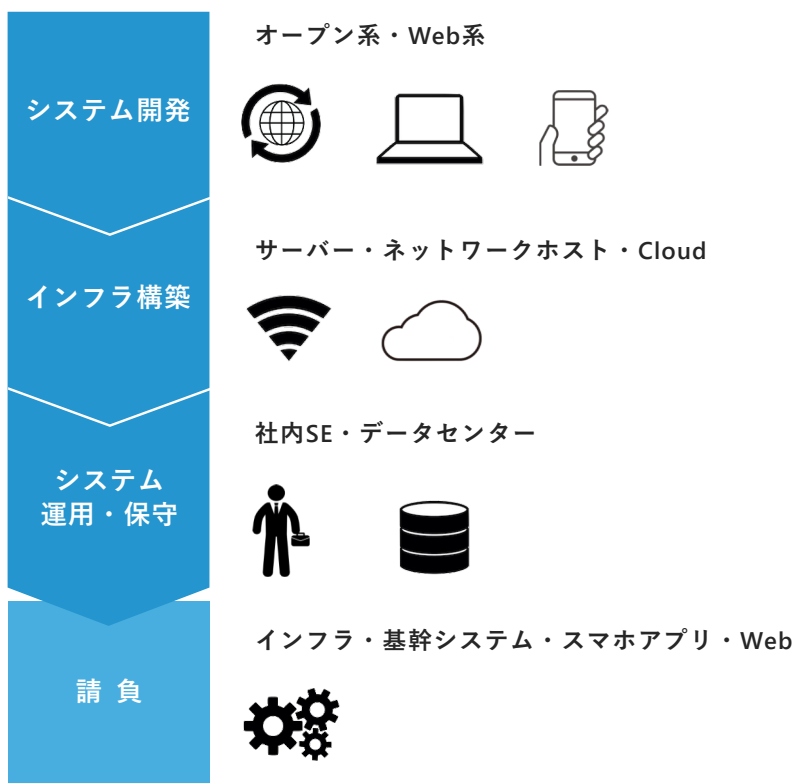 オープン系・Web系
システム開発
サーバー・ネットワークホスト・Cloud
インフラ構築
社内SE・データセンター
システム
運用・保守
インフラ・基幹システム・スマホアプリ・Web
請 負